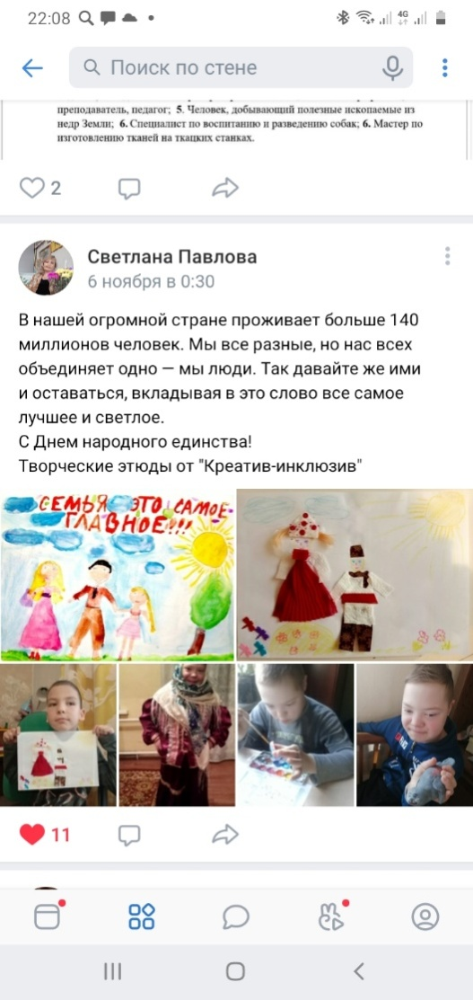 22:08
4G
Поиск по стене
преподаватель, педагог; 5. Человек, добывающий полезные ископаемые из
недр Земли; 6. Специалист по воспитанию и разведению собак; 6. Мастер по
изготовлению тканей на ткацких станках.
2
Светлана Павлова
6 ноября в 0:30
В нашей огромной стране проживает больше 140
миллионов человек. Мы все разные, но нас всех
объединяет одно — мы люди. Так давайте же ими
и оставаться, вкладывая в это слово все самое
лучшее и светлое.
С Днем народного единства!
Творческие этюды от "Креатив-инклюзив"
СЕМЬЯ ЭТО САМОЕ
ГЛАВНОЕ!!!
11